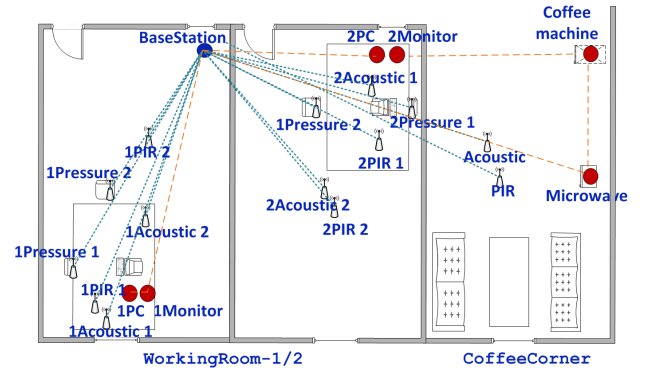 Coffee
machine
BaseStation
2PC 2Monitor
2Acoustic 1
1Pressure 2
2Pressure 1
1PIR 2
2PIR 1
Acoustic
1Pressure 2
PIR
Microwave
2Acoustic 2
1Acoustic 2
2PIR 2
1Pressure 1
1PIR 1
1PC 1Monitor
1Acoustic 1
WorkingRoom-1/2
CoffeeCorner